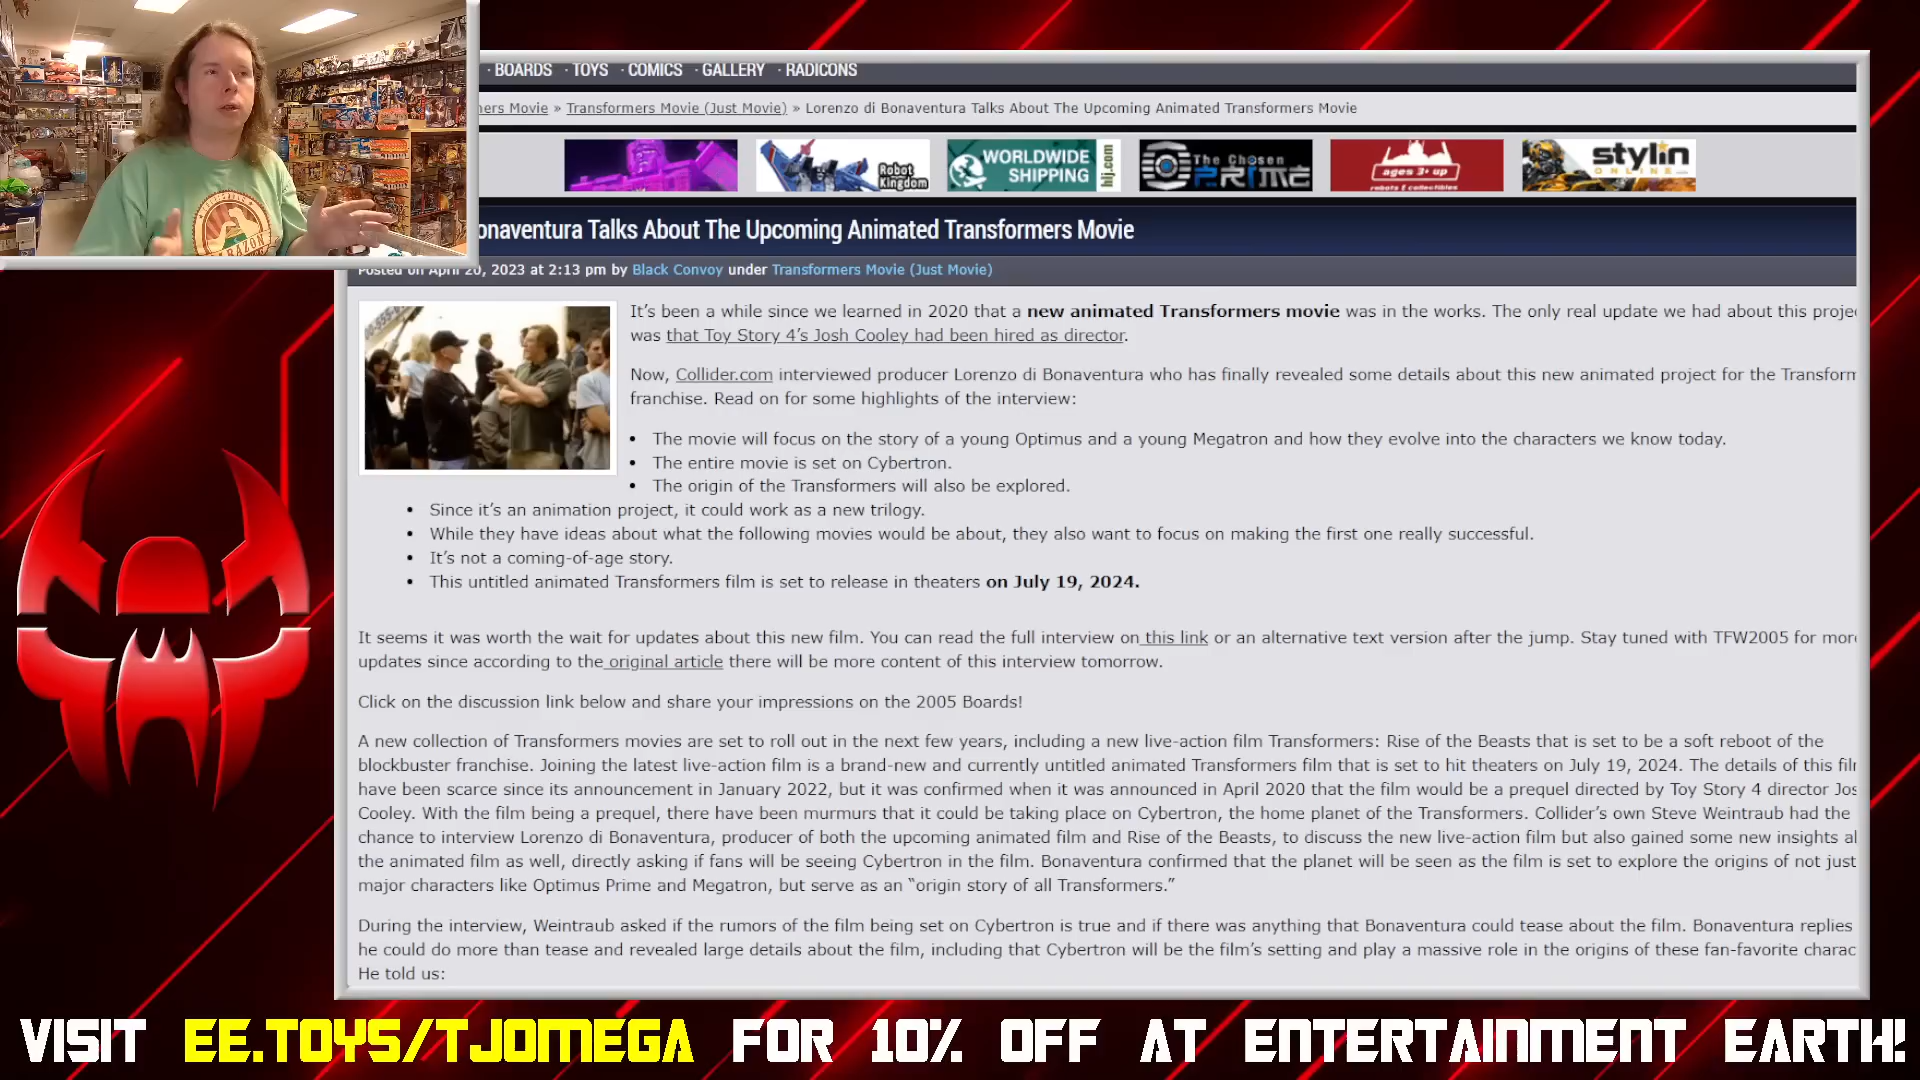 · BOARDS · TOYS · COMICS · GALLERY · RADICONS
ners Movie » Transformers Movie (Just Movie) » Lorenzo di Bonaventura Talks About The Upcoming Animated Transformers Movie
Robot Kingdom
WORLDWIDE SHIPPING hlj.com
The Chosen PRIME
ages 3+ up
robots & collectibles
stylin
ONLINE.com
onaventura Talks About The Upcoming Animated Transformers Movie
Posted on April 20, 2023 at 2:13 pm by Black Convoy under Transformers Movie (Just Movie)
It’s been a while since we learned in 2020 that a new animated Transformers movie was in the works. The only real update we had about this projec
was that Toy Story 4’s Josh Cooley had been hired as director.
Now, Collider.com interviewed producer Lorenzo di Bonaventura who has finally revealed some details about this new animated project for the Transform
franchise. Read on for some highlights of the interview:
• The movie will focus on the story of a young Optimus and a young Megatron and how they evolve into the characters we know today.
• The entire movie is set on Cybertron.
• The origin of the Transformers will also be explored.
• Since it’s an animation project, it could work as a new trilogy.
• While they have ideas about what the following movies would be about, they also want to focus on making the first one really successful.
• It’s not a coming-of-age story.
• This untitled animated Transformers film is set to release in theaters on July 19, 2024.
It seems it was worth the wait for updates about this new film. You can read the full interview on this link or an alternative text version after the jump. Stay tuned with TFW2005 for more
updates since according to the original article there will be more content of this interview tomorrow.
Click on the discussion link below and share your impressions on the 2005 Boards!
A new collection of Transformers movies are set to roll out in the next few years, including a new live-action film Transformers: Rise of the Beasts that is set to be a soft reboot of the
blockbuster franchise. Joining the latest live-action film is a brand-new and currently untitled animated Transformers film that is set to hit theaters on July 19, 2024. The details of this film
have been scarce since its announcement in January 2022, but it was confirmed when it was announced in April 2020 that the film would be a prequel directed by Toy Story 4 director Jos
Cooley. With the film being a prequel, there have been murmurs that it could be taking place on Cybertron, the home planet of the Transformers. Collider’s own Steve Weintraub had the
chance to interview Lorenzo di Bonaventura, producer of both the upcoming animated film and Rise of the Beasts, to discuss the new live-action film but also gained some new insights al
the animated film as well, directly asking if fans will be seeing Cybertron in the film. Bonaventura confirmed that the planet will be seen as the film is set to explore the origins of not just
major characters like Optimus Prime and Megatron, but serve as an “origin story of all Transformers.”
During the interview, Weintraub asked if the rumors of the film being set on Cybertron is true and if there was anything that Bonaventura could tease about the film. Bonaventura replies
he could do more than tease and revealed large details about the film, including that Cybertron will be the film’s setting and play a massive role in the origins of these fan-favorite charac
He told us:
VISIT EE.TOYS/TJOMEGA FOR 10% OFF AT ENTERTAINMENT EARTH!